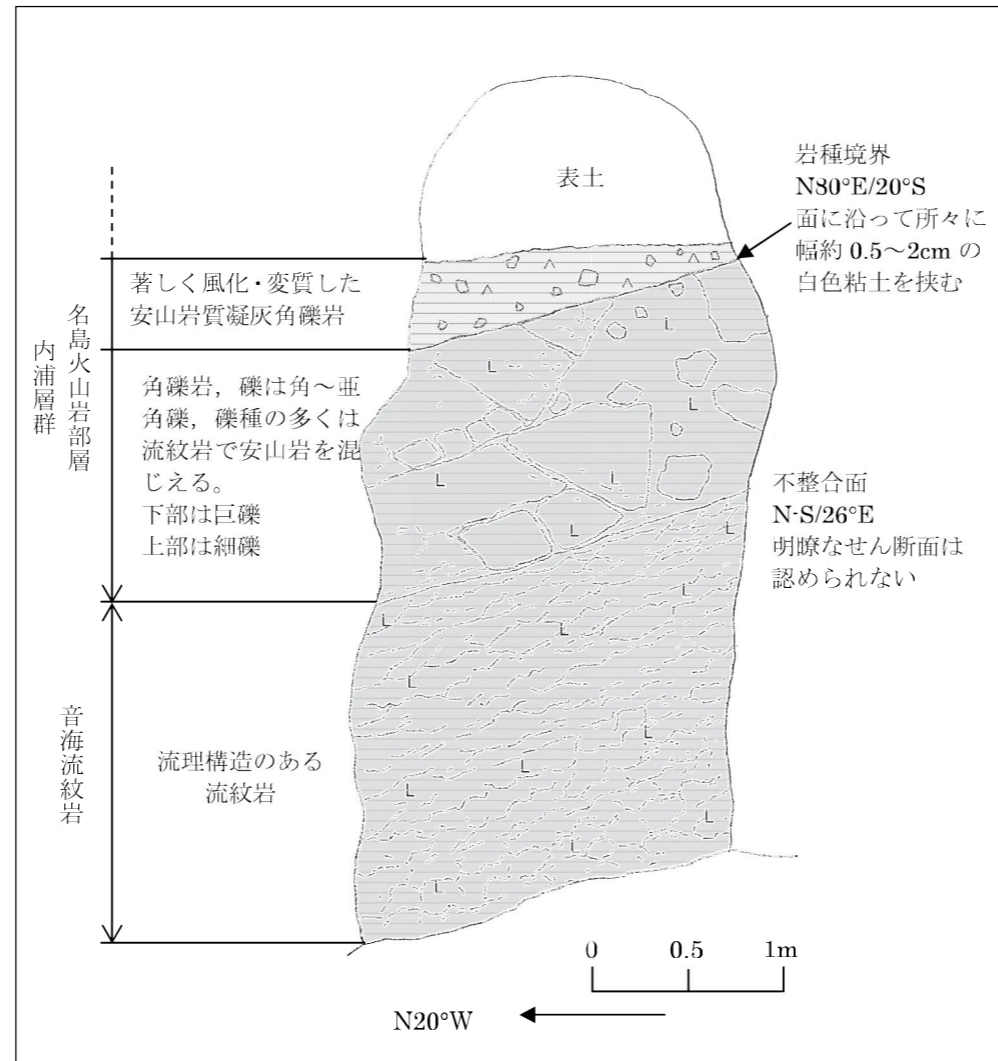 表土
岩種境界
N80°E/20°S
面に沿って所々に
幅約 0.5～2cm の
白色粘土を挟む
著しく風化・変質した
安山岩質凝灰角礫岩
内浦層群
名島火山岩部層
角礫岩，礫は角～亜
角礫，礫種の多くは
流紋岩で安山岩を混
じえる。
下部は巨礫
上部は細礫
不整合面
N-S/26°E
明瞭なせん断面は
認められない
音海流紋岩
流理構造のある
流紋岩
0 0.5 1m
N20°W